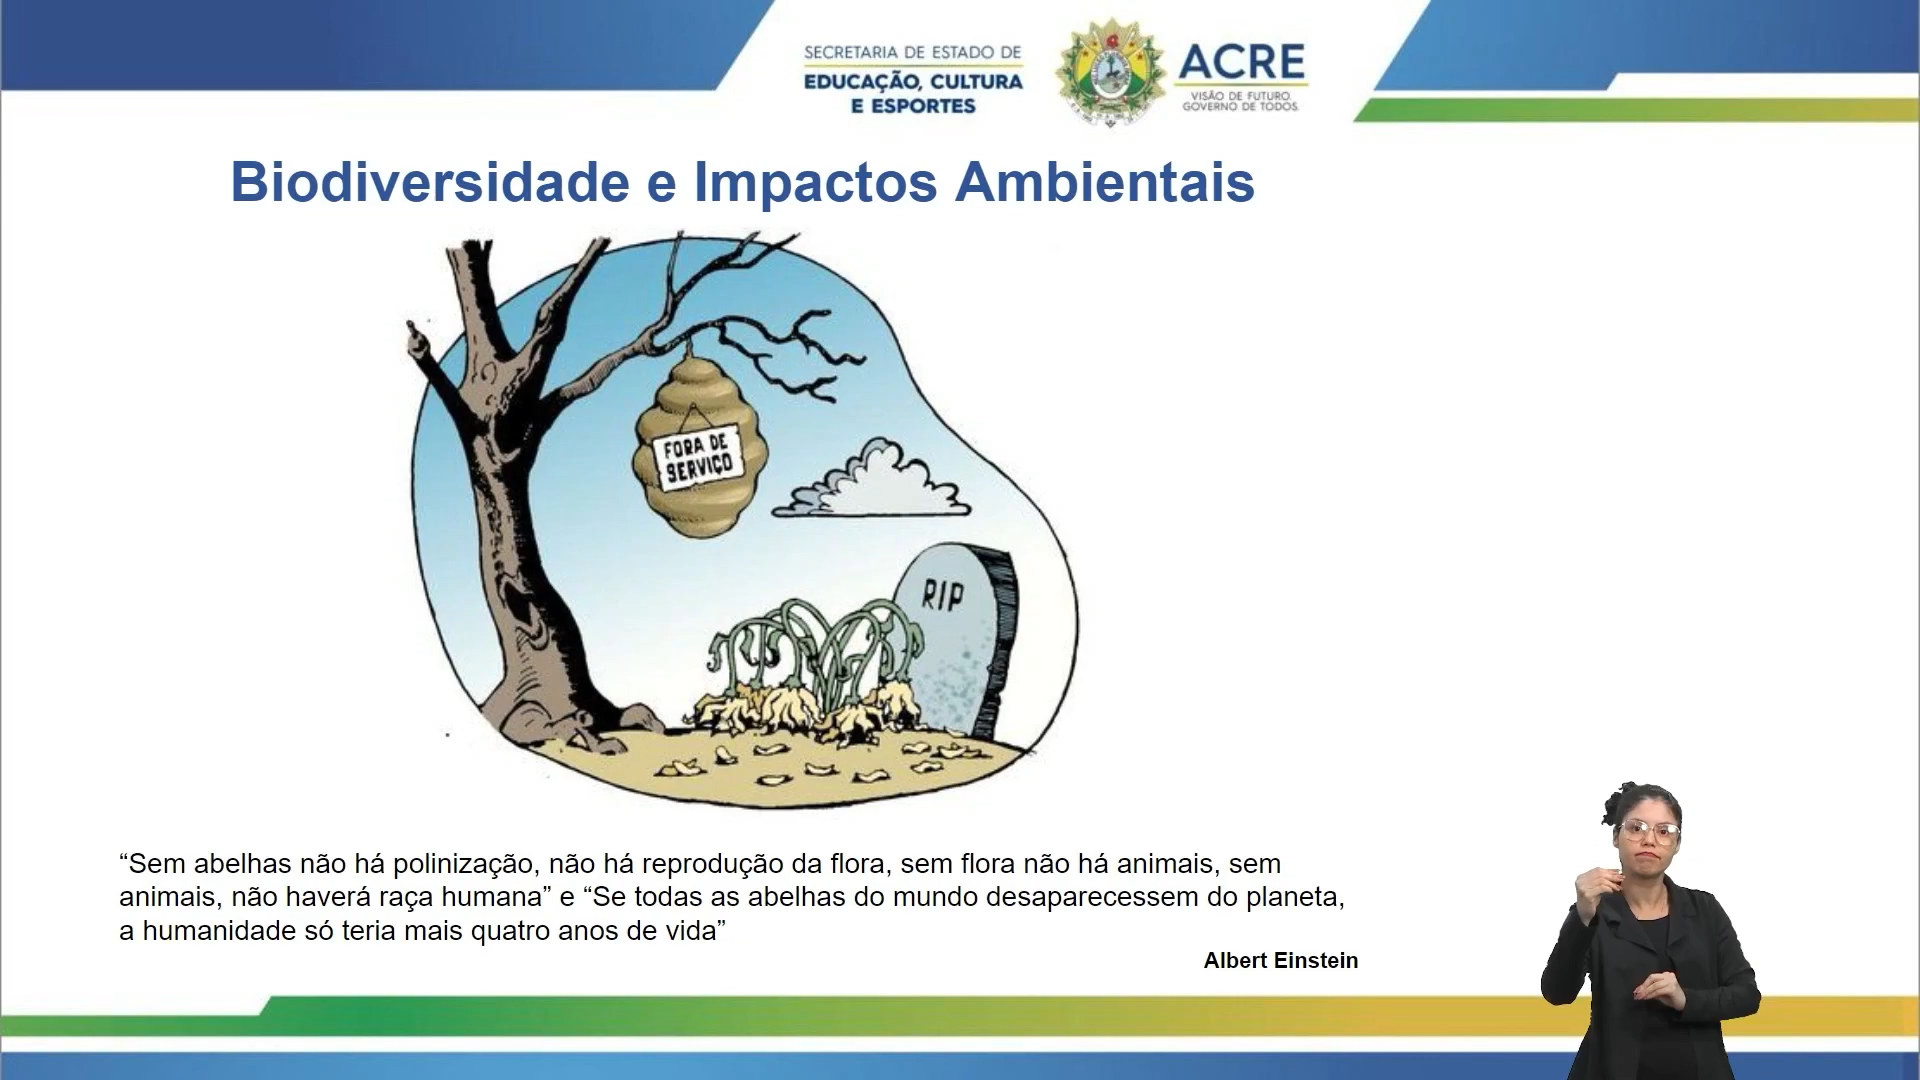 SECRETARIA DE ESTADO DE
EDUCAÇÃO, CULTURA
E ESPORTES
ACRE
VISÃO DE FUTURO.
GOVERNO DE TODOS.
Biodiversidade e Impactos Ambientais
FORA DE
SERVIÇO
RIP
“Sem abelhas não há polinização, não há reprodução da flora, sem flora não há animais, sem
animais, não haverá raça humana” e “Se todas as abelhas do mundo desaparecessem do planeta,
a humanidade só teria mais quatro anos de vida”
Albert Einstein